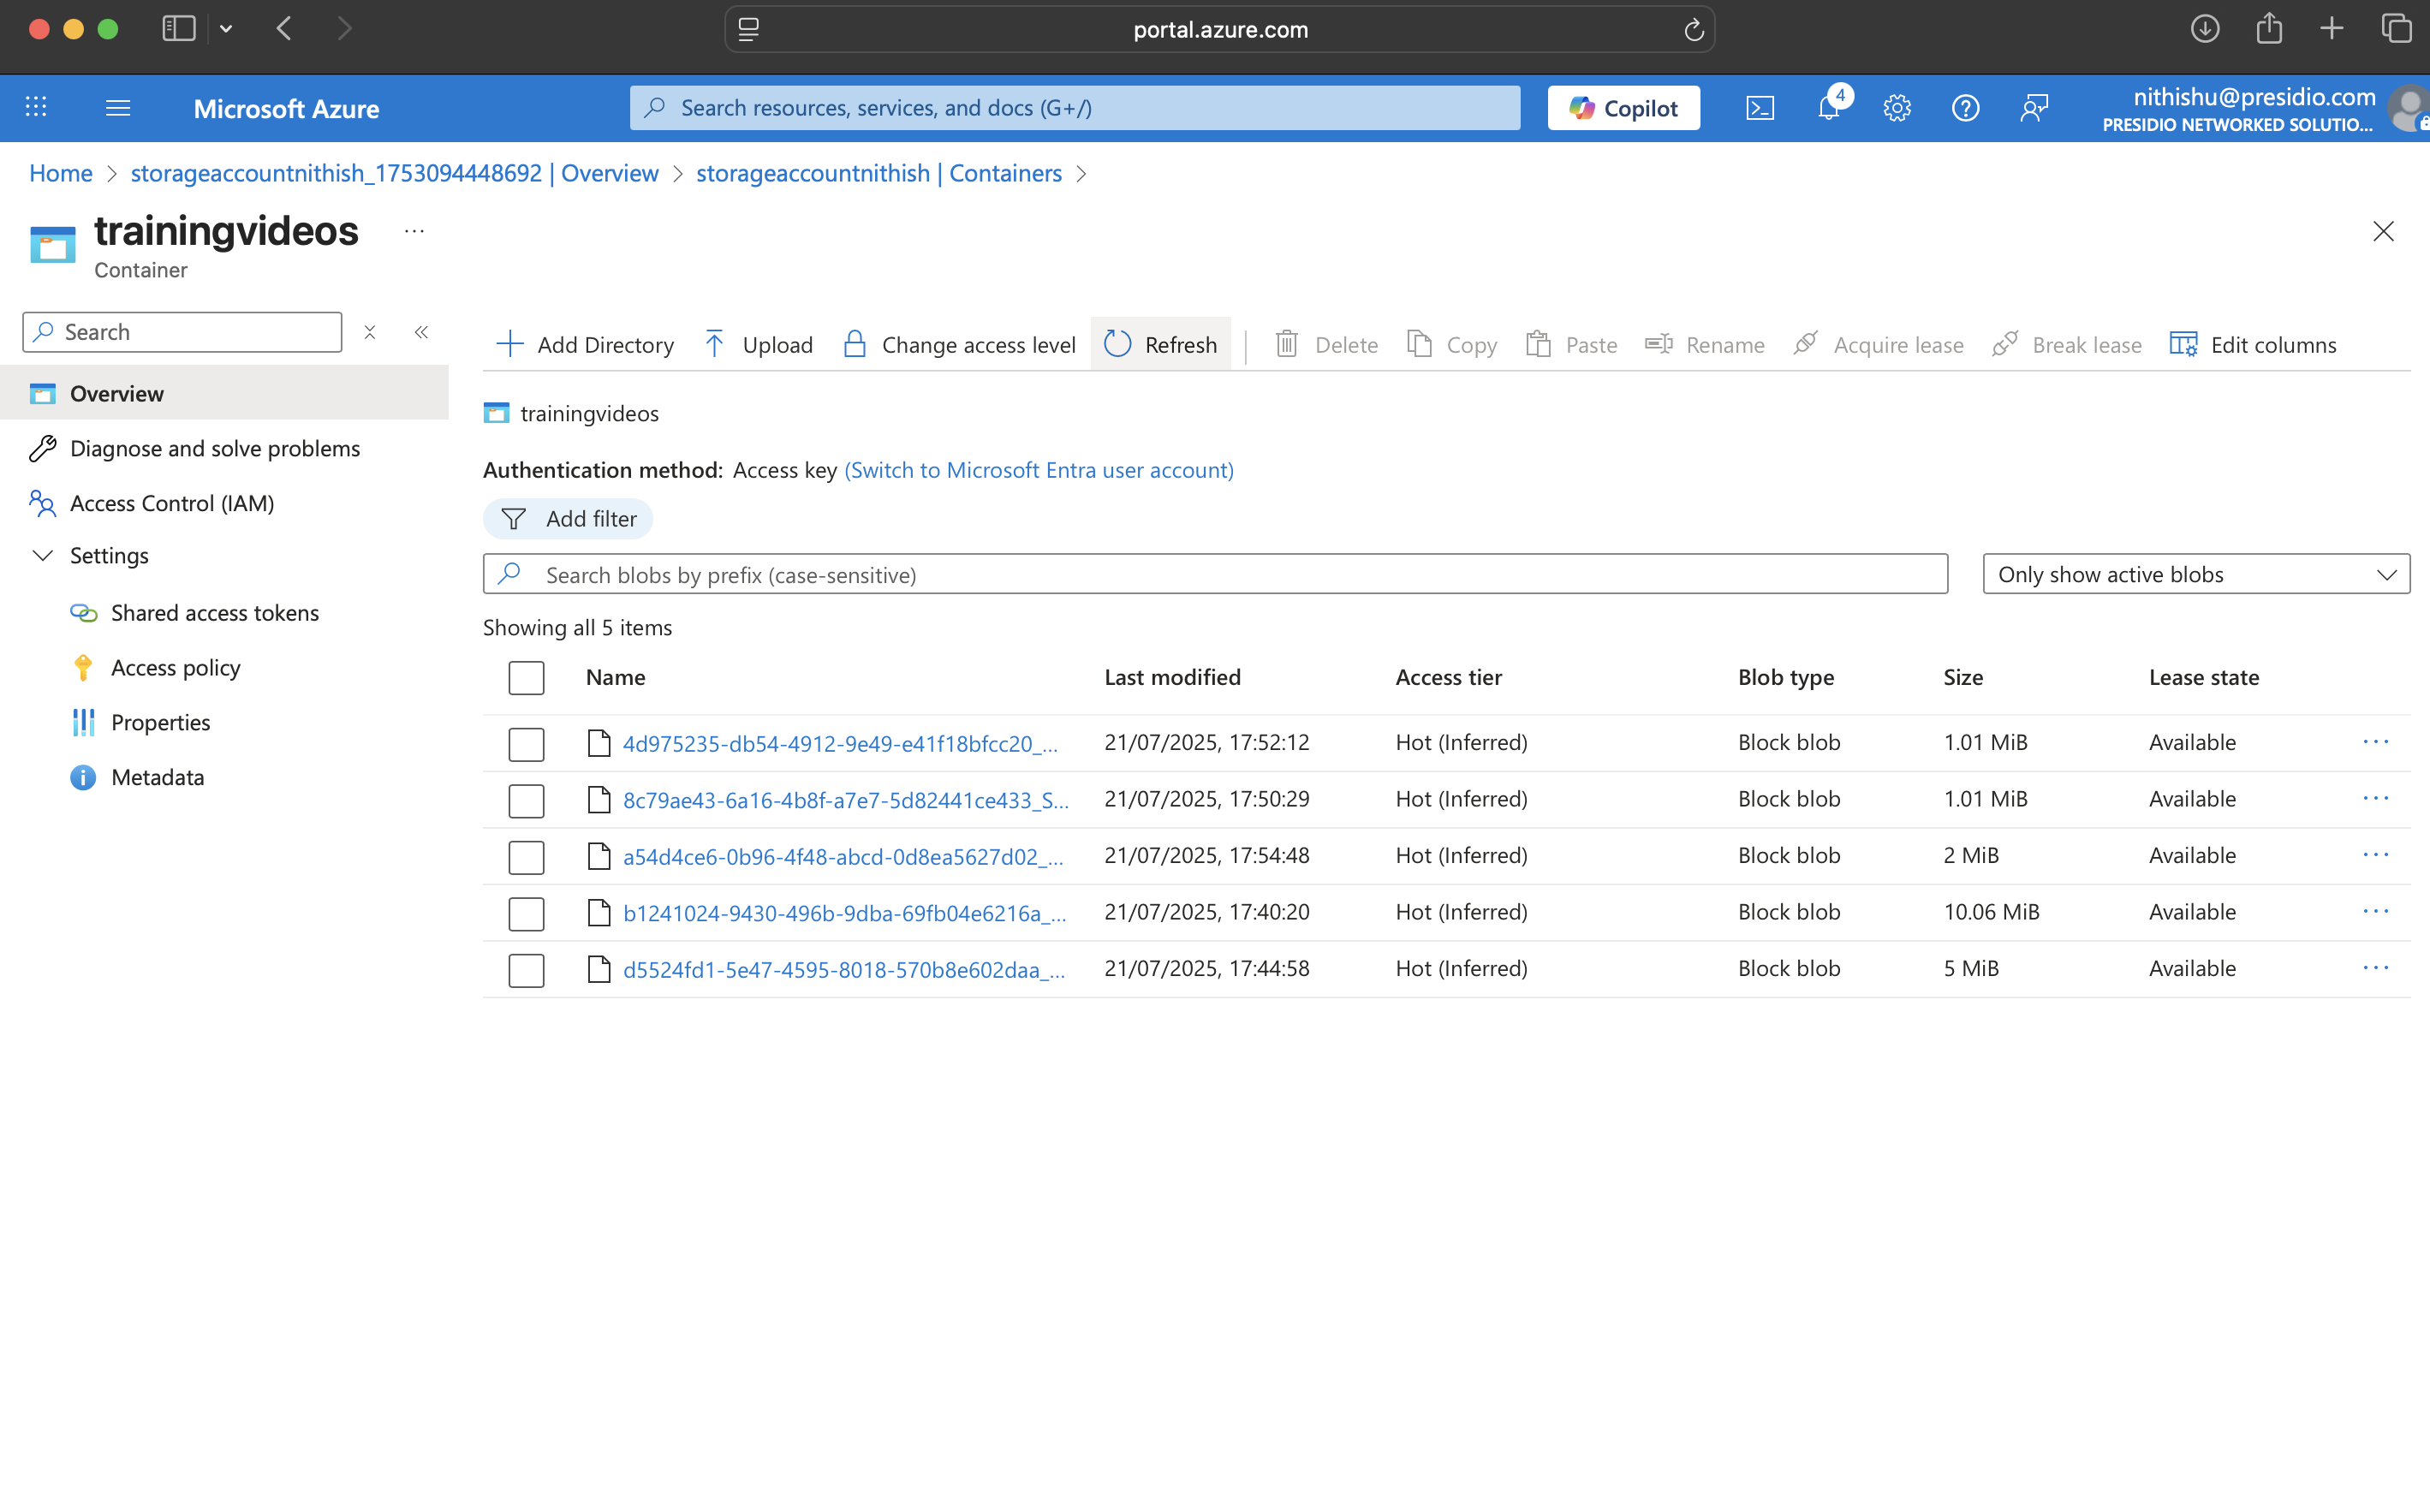 portal.azure.com
Microsoft Azure
Search resources, services, and docs (G+/)
Copilot
4
nithishu@presidio.com
PRESIDIO NETWORKED SOLUTIO...
Home > storageaccountnithish_1753094448692 | Overview > storageaccountnithish | Containers >
trainingvideos ...
Container
Search
Overview
Diagnose and solve problems
Access Control (IAM)
Settings
Shared access tokens
Access policy
Properties
Metadata
Add Directory Upload Change access level Refresh Delete Copy Paste Rename Acquire lease Break lease Edit columns
trainingvideos
Authentication method: Access key (Switch to Microsoft Entra user account)
Add filter
Search blobs by prefix (case-sensitive) Only show active blobs
Showing all 5 items
Name Last modified Access tier Blob type Size Lease state
4d975235-db54-4912-9e49-e41f18bfcc20_... 21/07/2025, 17:52:12 Hot (Inferred) Block blob 1.01 MiB Available ...
8c79ae43-6a16-4b8f-a7e7-5d82441ce433_S... 21/07/2025, 17:50:29 Hot (Inferred) Block blob 1.01 MiB Available ...
a54d4ce6-0b96-4f48-abcd-0d8ea5627d02_... 21/07/2025, 17:54:48 Hot (Inferred) Block blob 2 MiB Available ...
b1241024-9430-496b-9dba-69fb04e6216a_... 21/07/2025, 17:40:20 Hot (Inferred) Block blob 10.06 MiB Available ...
d5524fd1-5e47-4595-8018-570b8e602daa_... 21/07/2025, 17:44:58 Hot (Inferred) Block blob 5 MiB Available ...